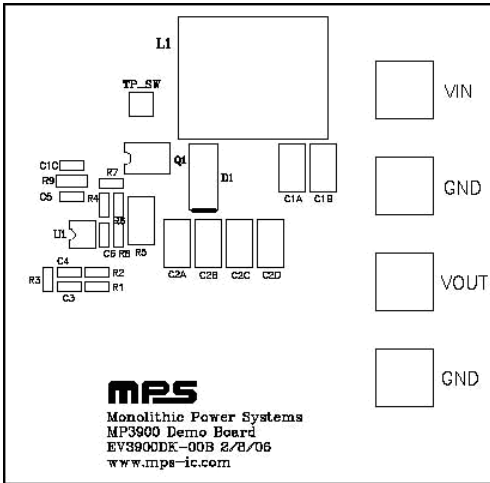 L1
TP_SW
VIN
Q1
C1C
R7
R9
D1
GND
C5
R4
R6
C1A
C1B
U1
C6
R8
R5
C4
R2
C2A
C2B
C2C
C2D
VOUT
R3
C3
R1
GND
mps
Monolithic Power Systems
MP3900 Demo Board
EV3900DK-00B 2/8/06
www.mps-ic.com